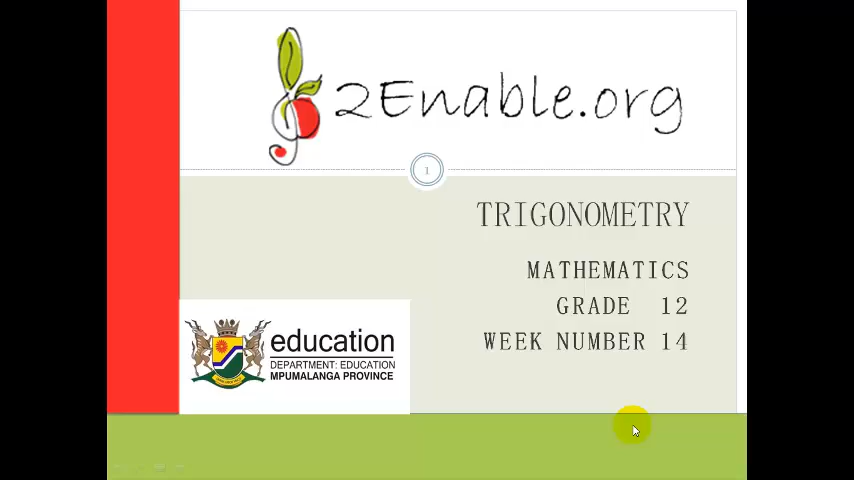 2Enable.org
1
TRIGONOMETRY
MATHEMATICS
GRADE 12
WEEK NUMBER 14
education
DEPARTMENT: EDUCATION
MPUMALANGA PROVINCE